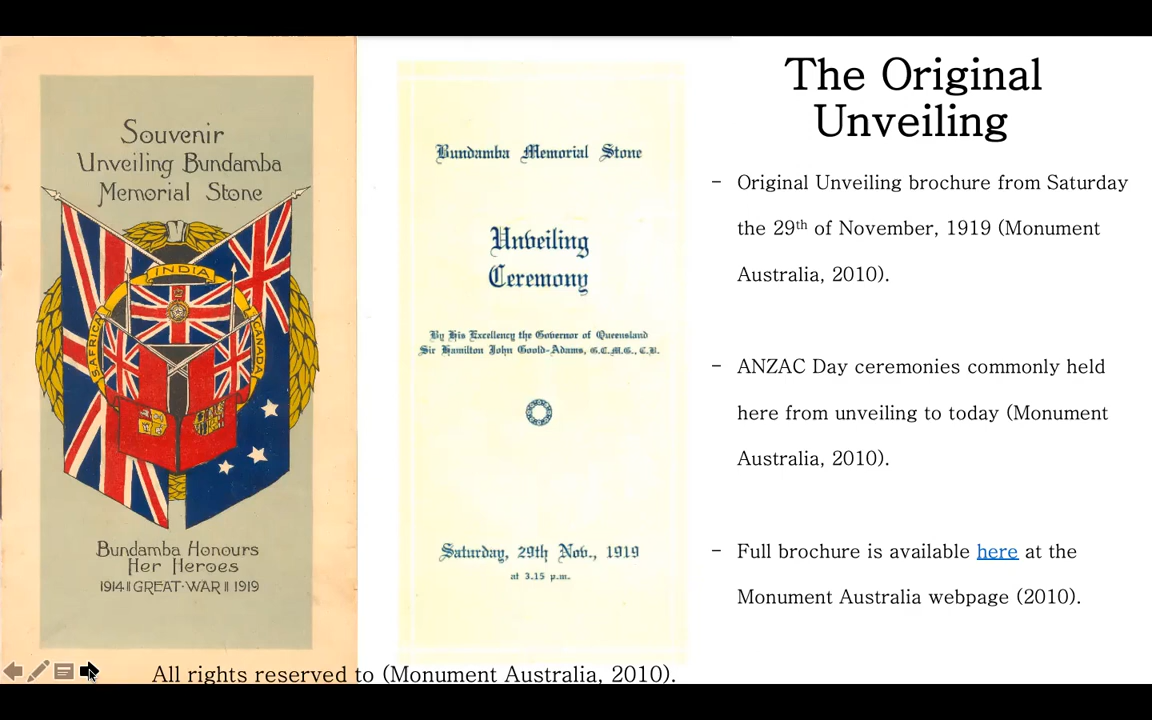 Souvenir
Unveiling Bundamba
Memorial Stone
INDIA
S.AFRICA
CANADA
Bundamba Honours
Her Heroes
1914 || GREAT·WAR || 1919
Bundamba Memorial Stone
Unveiling
Ceremony
By His Excellency the Governor of Queensland
Sir Hamilton John Goold-Adams, G.C.M.G., C.B.
Saturday, 29th Nov., 1919
at 3.15 p.m.
The Original
Unveiling
- Original Unveiling brochure from Saturday
the 29th of November, 1919 (Monument
Australia, 2010).
- ANZAC Day ceremonies commonly held
here from unveiling to today (Monument
Australia, 2010).
- Full brochure is available here at the
Monument Australia webpage (2010).
All rights reserved to (Monument Australia, 2010).